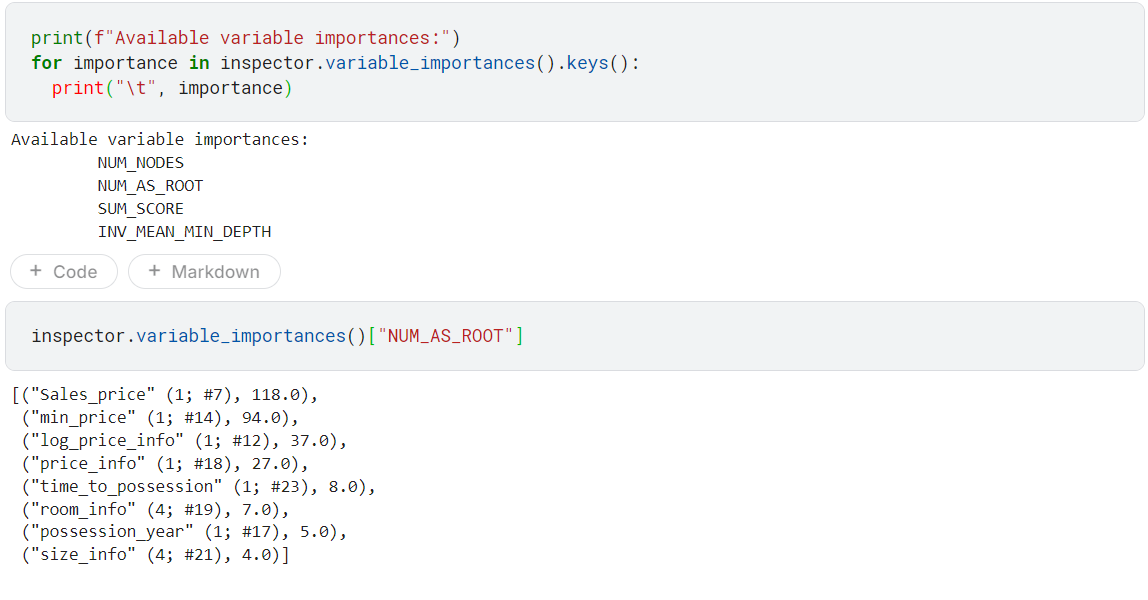 print(f"Available variable importances:")
for importance in inspector.variable_importances().keys():
  print("\t", importance)
Available variable importances:
	NUM_NODES
	NUM_AS_ROOT
	SUM_SCORE
	INV_MEAN_MIN_DEPTH
+ Code + Markdown
inspector.variable_importances()["NUM_AS_ROOT"]
[("Sales_price" (1; #7), 118.0),
 ("min_price" (1; #14), 94.0),
 ("log_price_info" (1; #12), 37.0),
 ("price_info" (1; #18), 27.0),
 ("time_to_possession" (1; #23), 8.0),
 ("room_info" (4; #19), 7.0),
 ("possession_year" (1; #17), 5.0),
 ("size_info" (4; #21), 4.0)]